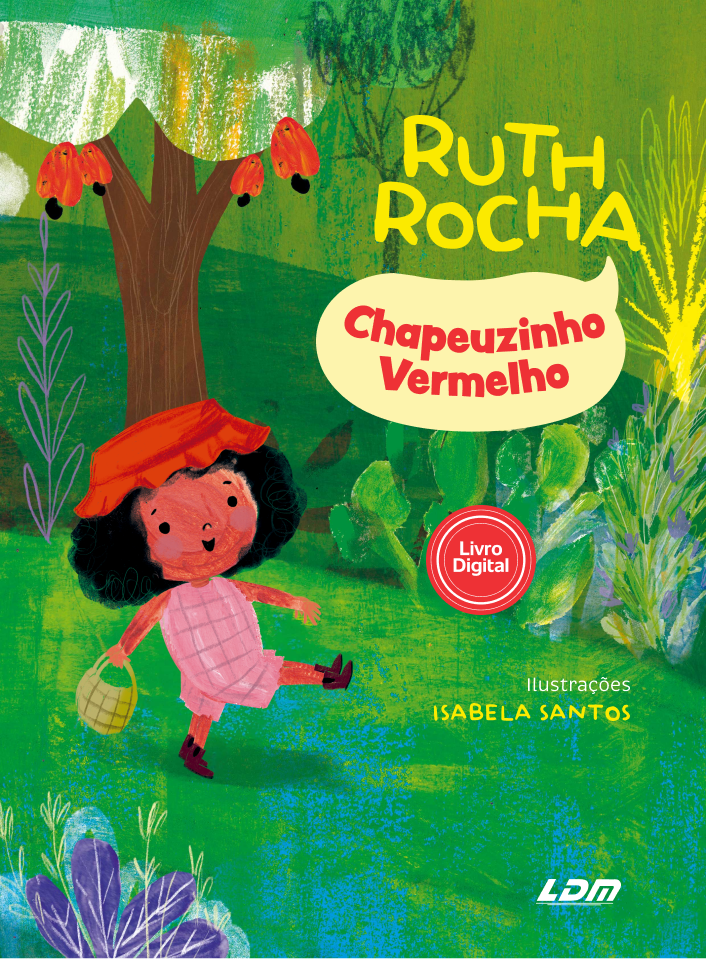 RUTH
ROCHA
Chapeuzinho
Vermelho
Livro
Digital
Ilustrações
ISABELA SANTOS
LDM